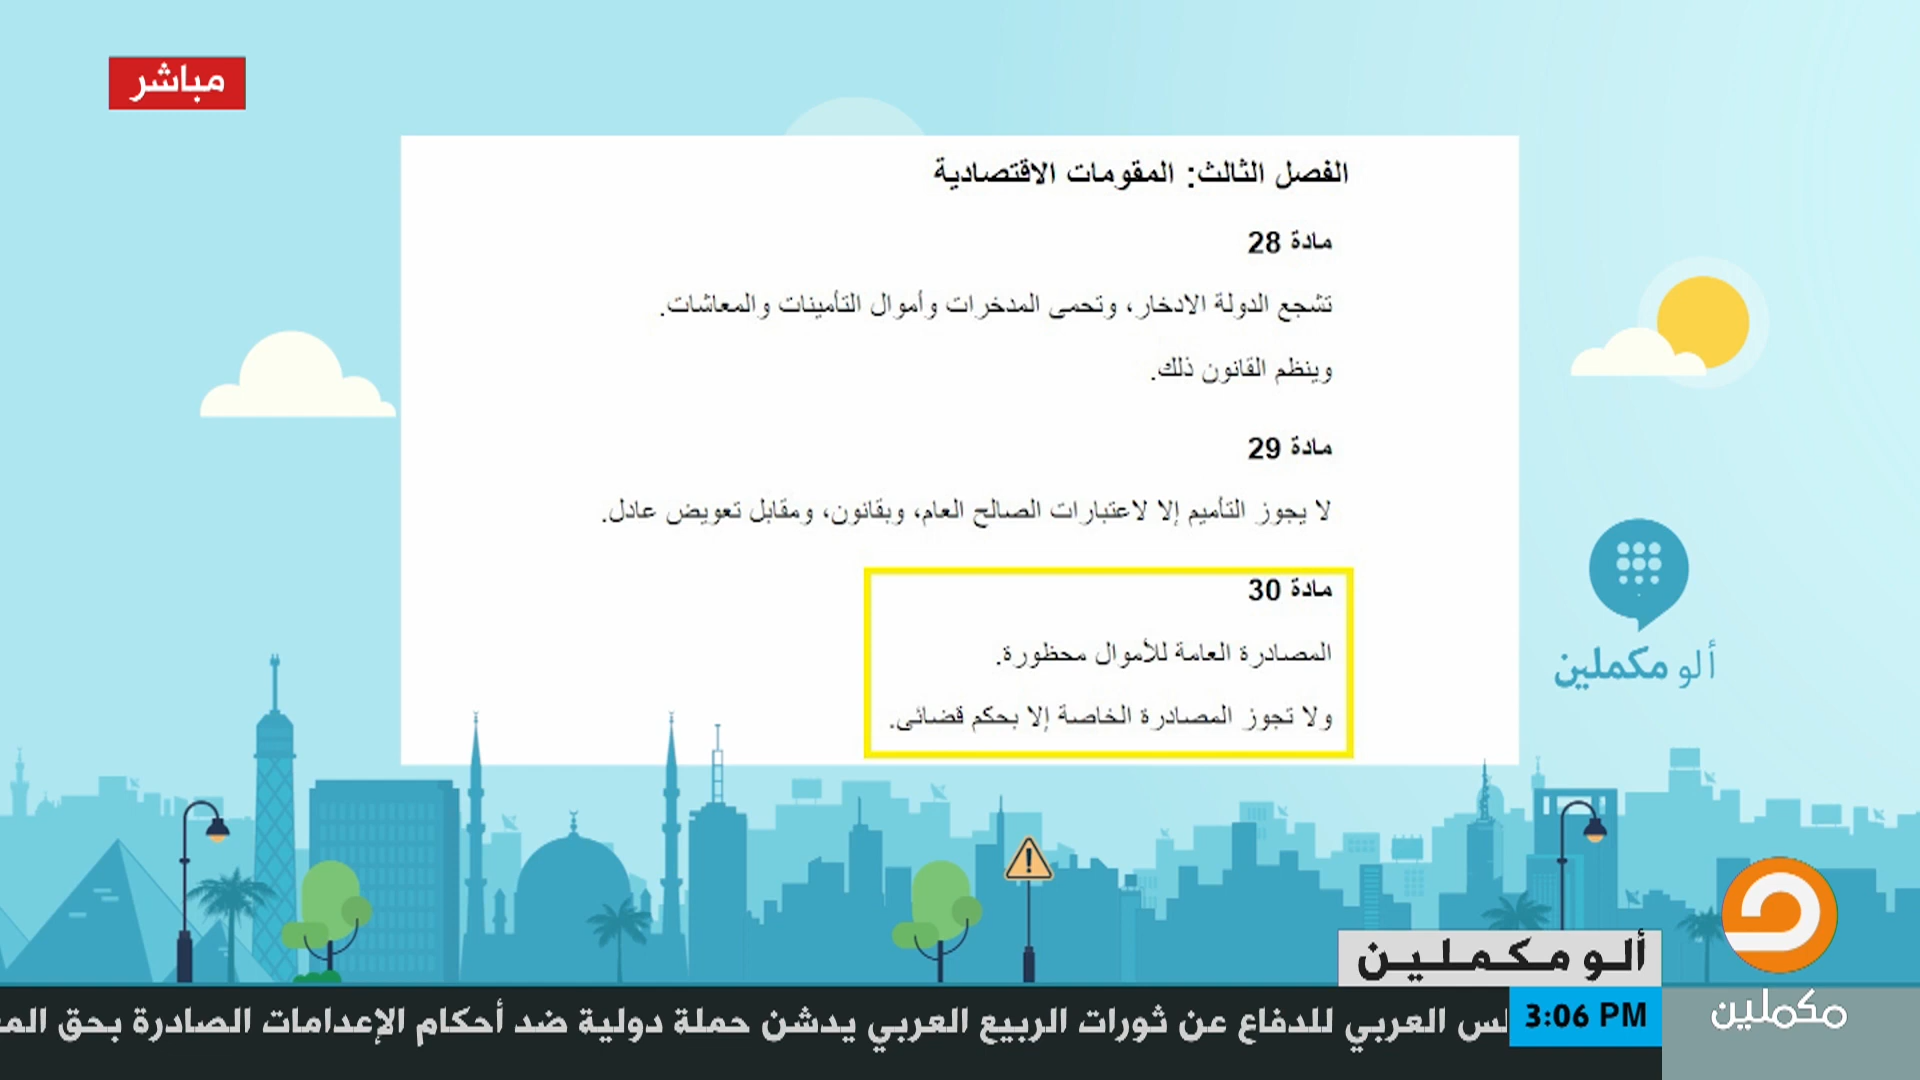 مباشر
الفصل الثالث: المقومات الاقتصادية
مادة 28
تشجع الدولة الادخار، وتحمى المدخرات وأموال التأمينات والمعاشات.
وينظم القانون ذلك.
مادة 29
لا يجوز التأميم إلا لاعتبارات الصالح العام، وبقانون، ومقابل تعويض عادل.
مادة 30
المصادرة العامة للأموال محظورة.
ولا تجوز المصادرة الخاصة إلا بحكم قضائى.
ألو مكملين
ألو مكملين
3:06 PM
العربي للدفاع عن ثورات الربيع العربي يدشن حملة دولية ضد أحكام الإعدامات الصادرة بحق
مكملين